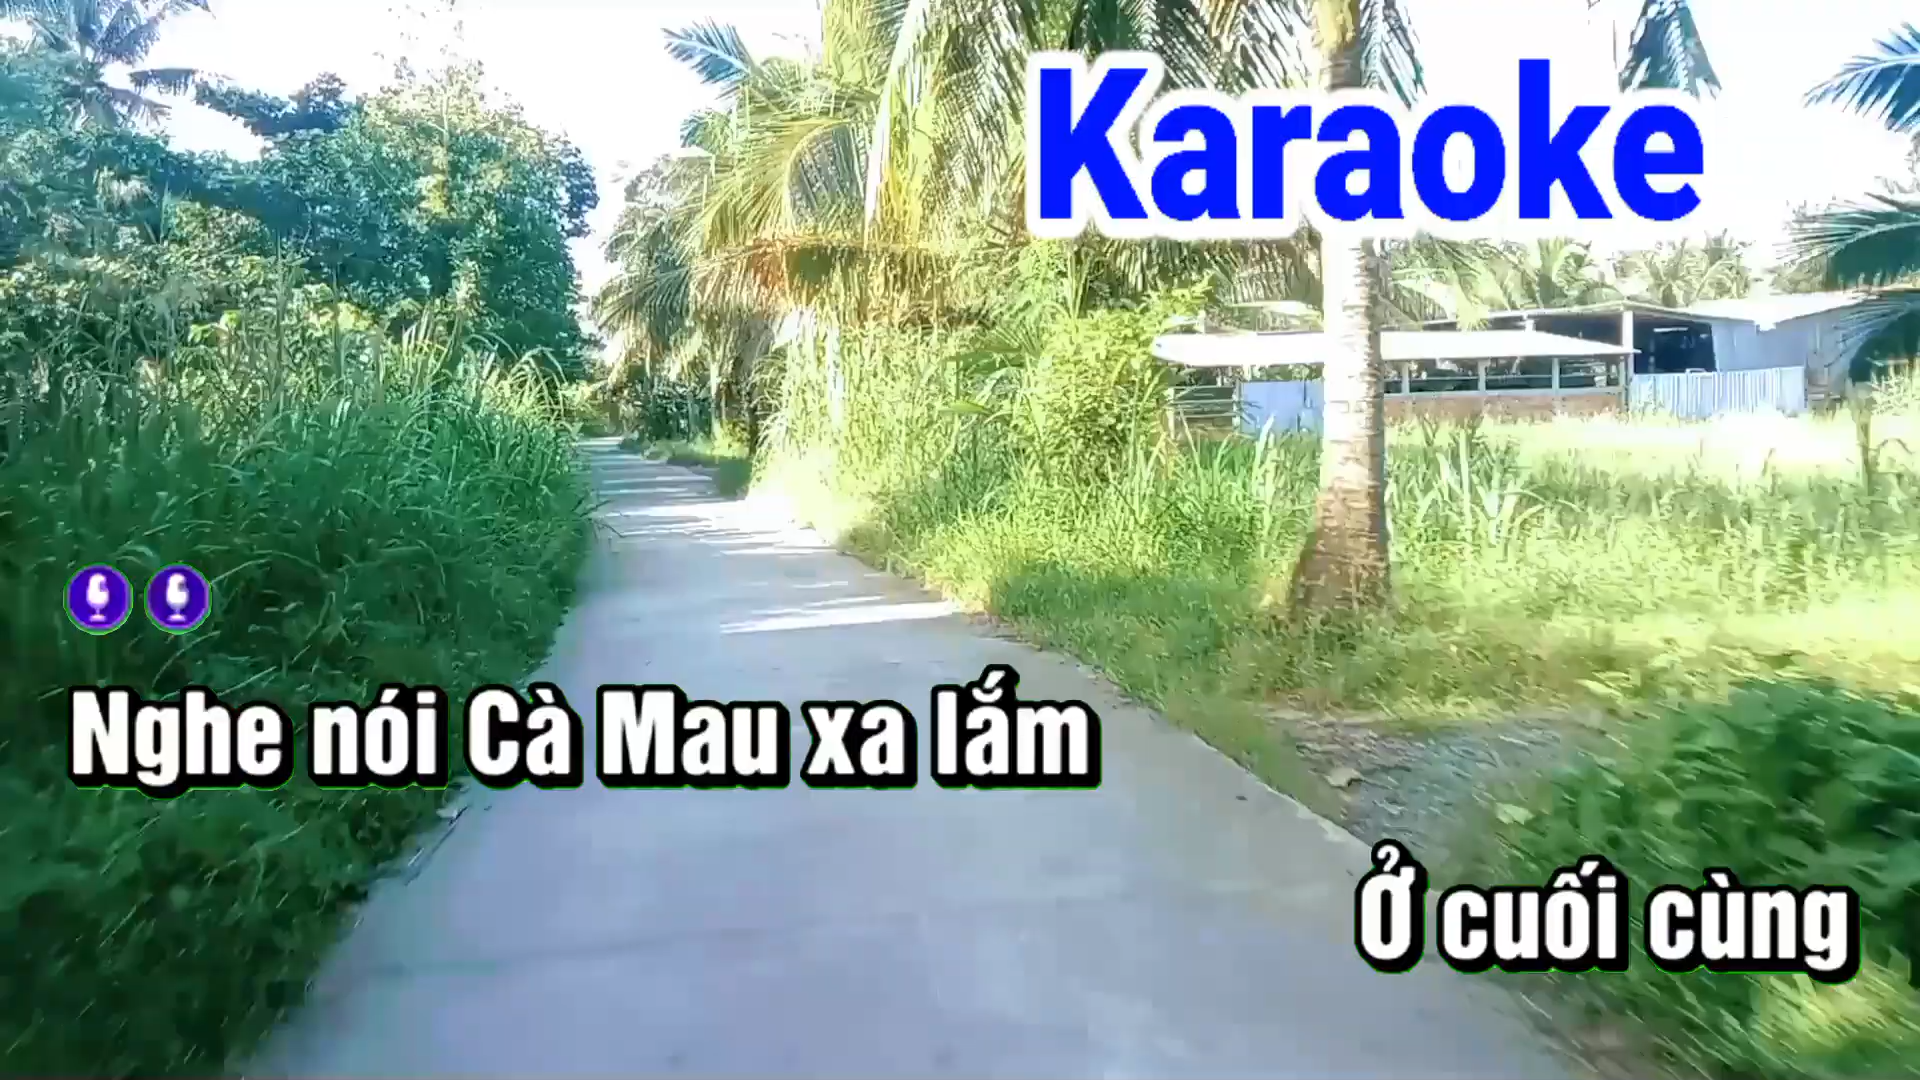 Karaoke
Nghe nói Cà Mau xa lắm
Ở cuối cùng